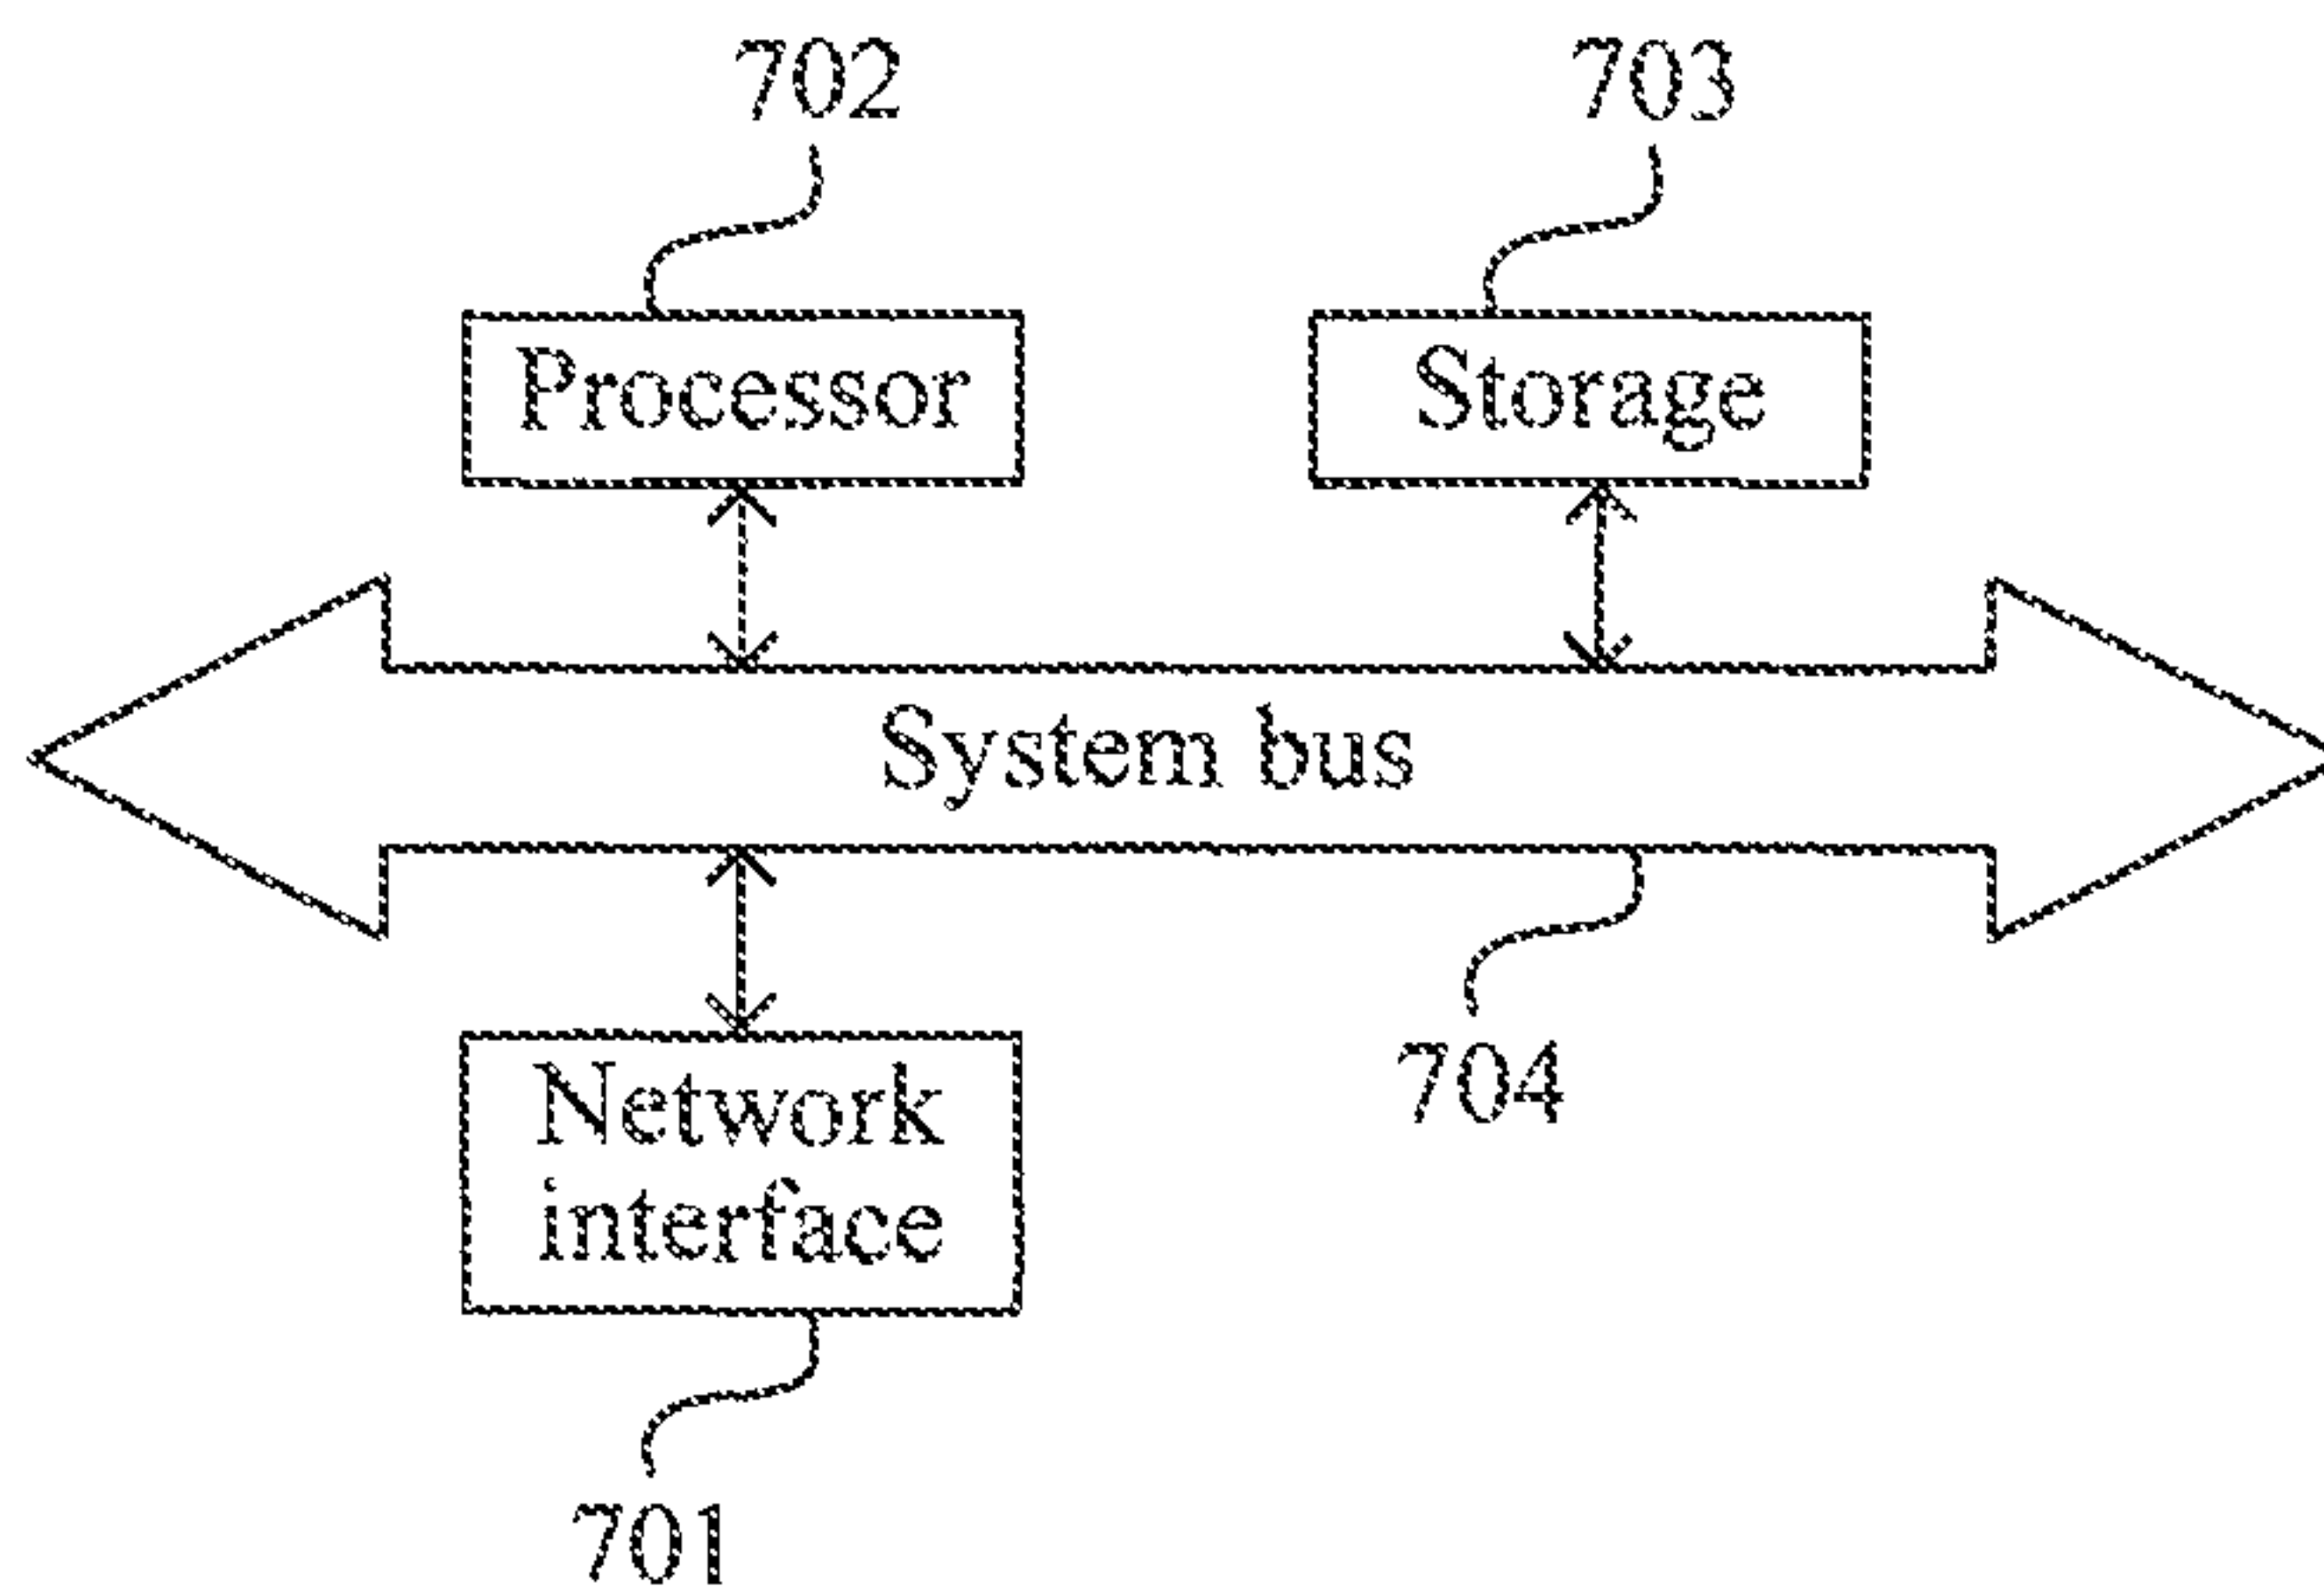 702
703
Processor
Storage
System bus
704
Network
interface
701